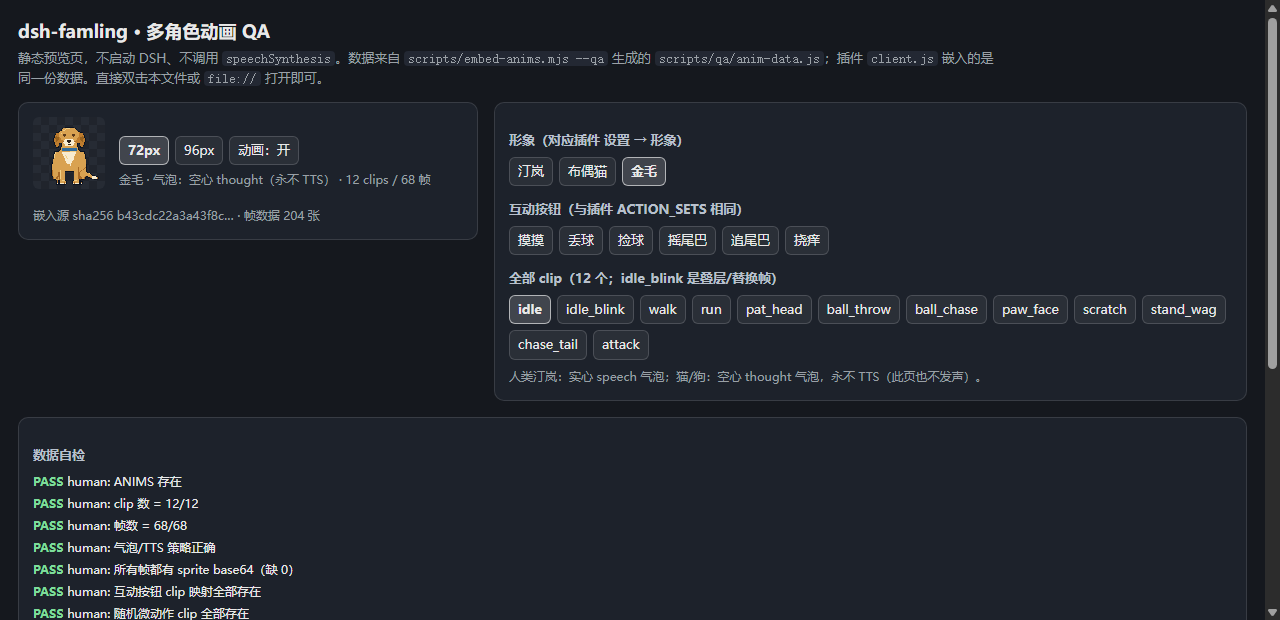 dsh-famling • 多角色动画 QA
静态预览页，不启动 DSH、不调用 speechSynthesis。数据来自 scripts/embed-anims.mjs --qa 生成的 scripts/qa/anim-data.js；插件 client.js 嵌入的是
同一份数据。直接双击本文件或 file:// 打开即可。
72px 96px 动画：开
金毛 · 气泡：空心 thought（永不 TTS） · 12 clips / 68 帧
嵌入源 sha256 b43cdc22a3a43f8c… · 帧数据 204 张
形象（对应插件 设置 → 形象）
汀岚 布偶猫 金毛
互动按钮（与插件 ACTION_SETS 相同）
摸摸 丢球 捡球 摇尾巴 追尾巴 挠痒
全部 clip（12 个；idle_blink 是叠层/替换帧）
idle idle_blink walk run pat_head ball_throw ball_chase paw_face scratch stand_wag
chase_tail attack
人类汀岚：实心 speech 气泡；猫/狗：空心 thought 气泡，永不 TTS（此页也不发声）。
数据自检
PASS human: ANIMS 存在
PASS human: clip 数 = 12/12
PASS human: 帧数 = 68/68
PASS human: 气泡/TTS 策略正确
PASS human: 所有帧都有 sprite base64（缺 0）
PASS human: 互动按钮 clip 映射全部存在
PASS human: 随机微动作 clip 全部存在